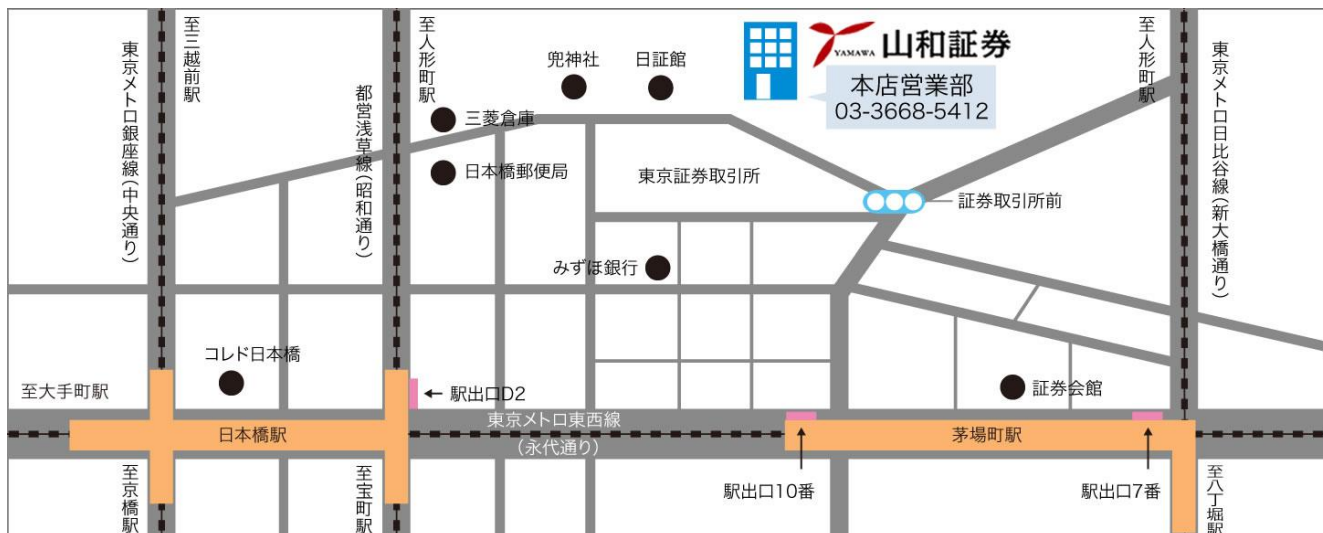 至三越前駅
東京メトロ銀座線(中央通り)
至人形町駅
都営浅草線(昭和通り)
兜神社
日証館
三菱倉庫
日本橋郵便局
YAMAWA 山和証券
本店営業部
03-3668-5412
至人形町駅
東京メトロ日比谷線(新大橋通り)
東京証券取引所
証券取引所前
みずほ銀行
コレド日本橋
至大手町駅
駅出口D2
証券会館
東京メトロ東西線
(永代通り)
日本橋駅
茅場町駅
駅出口10番
駅出口7番
至京橋駅
至宝町駅
至八丁堀駅